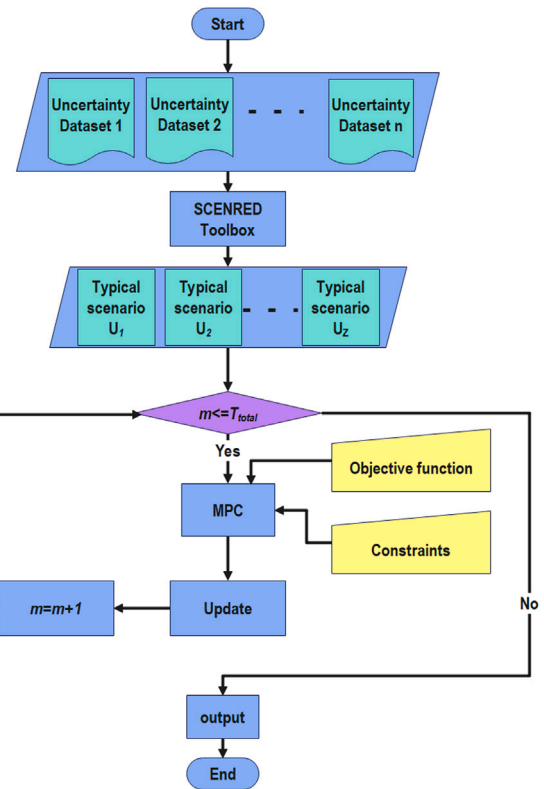 Start
Uncertainty
Dataset 1
Uncertainty
Dataset 2
- - -
Uncertainty
Dataset n
SCENRED
Toolbox
Typical
scenario
U1
Typical
scenario
U2
- - -
Typical
scenario
UZ
m<=Ttotal
Yes
Objective function
MPC
Constraints
Update
m=m+1
No
output
End